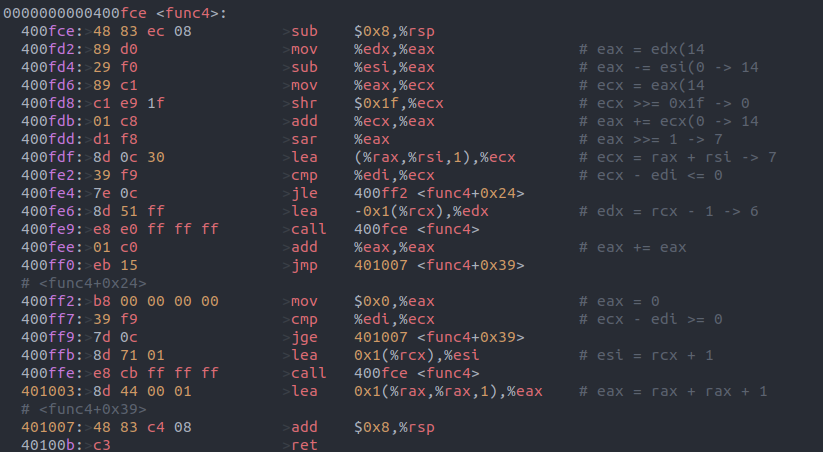 0000000000400fce <func4>:
400fce:>48 83 ec 08 >sub $0x8,%rsp
400fd2:>89 d0 >mov %edx,%eax # eax = edx(14
400fd4:>29 f0 >sub %esi,%eax # eax -= esi(0 -> 14
400fd6:>89 c1 >mov %eax,%ecx # ecx = eax(14
400fd8:>c1 e9 1f >shr $0x1f,%ecx # ecx >>= 0x1f -> 0
400fdb:>01 c8 >add %ecx,%eax # eax += ecx(0 -> 14
400fdd:>d1 f8 >sar %eax # eax >>= 1 -> 7
400fdf:>8d 0c 30 >lea (%rax,%rsi,1),%ecx # ecx = rax + rsi -> 7
400fe2:>39 f9 >cmp %edi,%ecx # ecx - edi <= 0
400fe4:>7e 0c >jle 400ff2 <func4+0x24>
400fe6:>8d 51 ff >lea -0x1(%rcx),%edx # edx = rcx - 1 -> 6
400fe9:>e8 e0 ff ff ff >call 400fce <func4>
400fee:>01 c0 >add %eax,%eax # eax += eax
400ff0:>eb 15 >jmp 401007 <func4+0x39>
# <func4+0x24>
400ff2:>b8 00 00 00 00 >mov $0x0,%eax # eax = 0
400ff7:>39 f9 >cmp %edi,%ecx # ecx - edi >= 0
400ff9:>7d 0c >jge 401007 <func4+0x39>
400ffb:>8d 71 01 >lea 0x1(%rcx),%esi # esi = rcx + 1
400ffe:>e8 cb ff ff ff >call 400fce <func4>
401003:>8d 44 00 01 >lea 0x1(%rax,%rax,1),%eax # eax = rax + rax + 1
# <func4+0x39>
401007:>48 83 c4 08 >add $0x8,%rsp
40100b:>c3 >ret